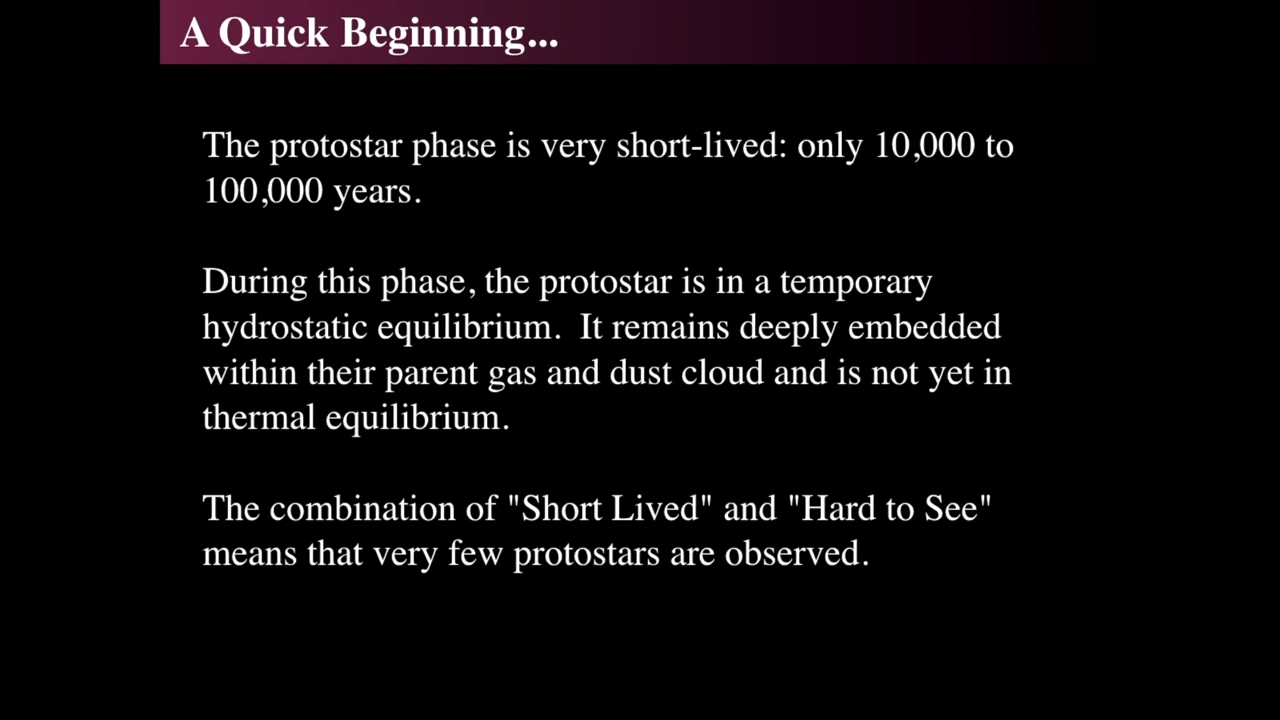 A Quick Beginning...
The protostar phase is very short-lived: only 10,000 to
100,000 years.
During this phase, the protostar is in a temporary
hydrostatic equilibrium.  It remains deeply embedded
within their parent gas and dust cloud and is not yet in
thermal equilibrium.
The combination of "Short Lived" and "Hard to See"
means that very few protostars are observed.